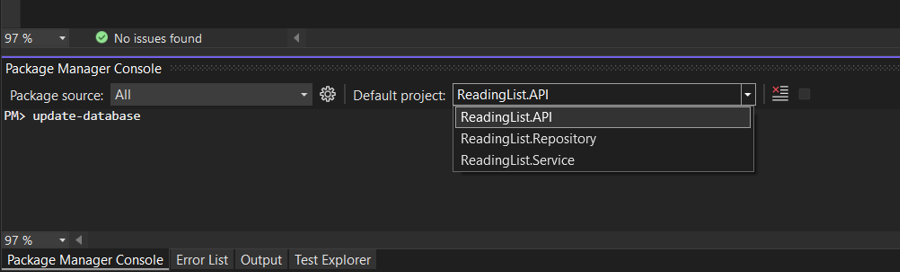 97 % No issues found
Package Manager Console
Package source: All Default project: ReadingList.API
PM> update-database
ReadingList.API
ReadingList.Repository
ReadingList.Service
97 %
Package Manager Console Error List Output Test Explorer